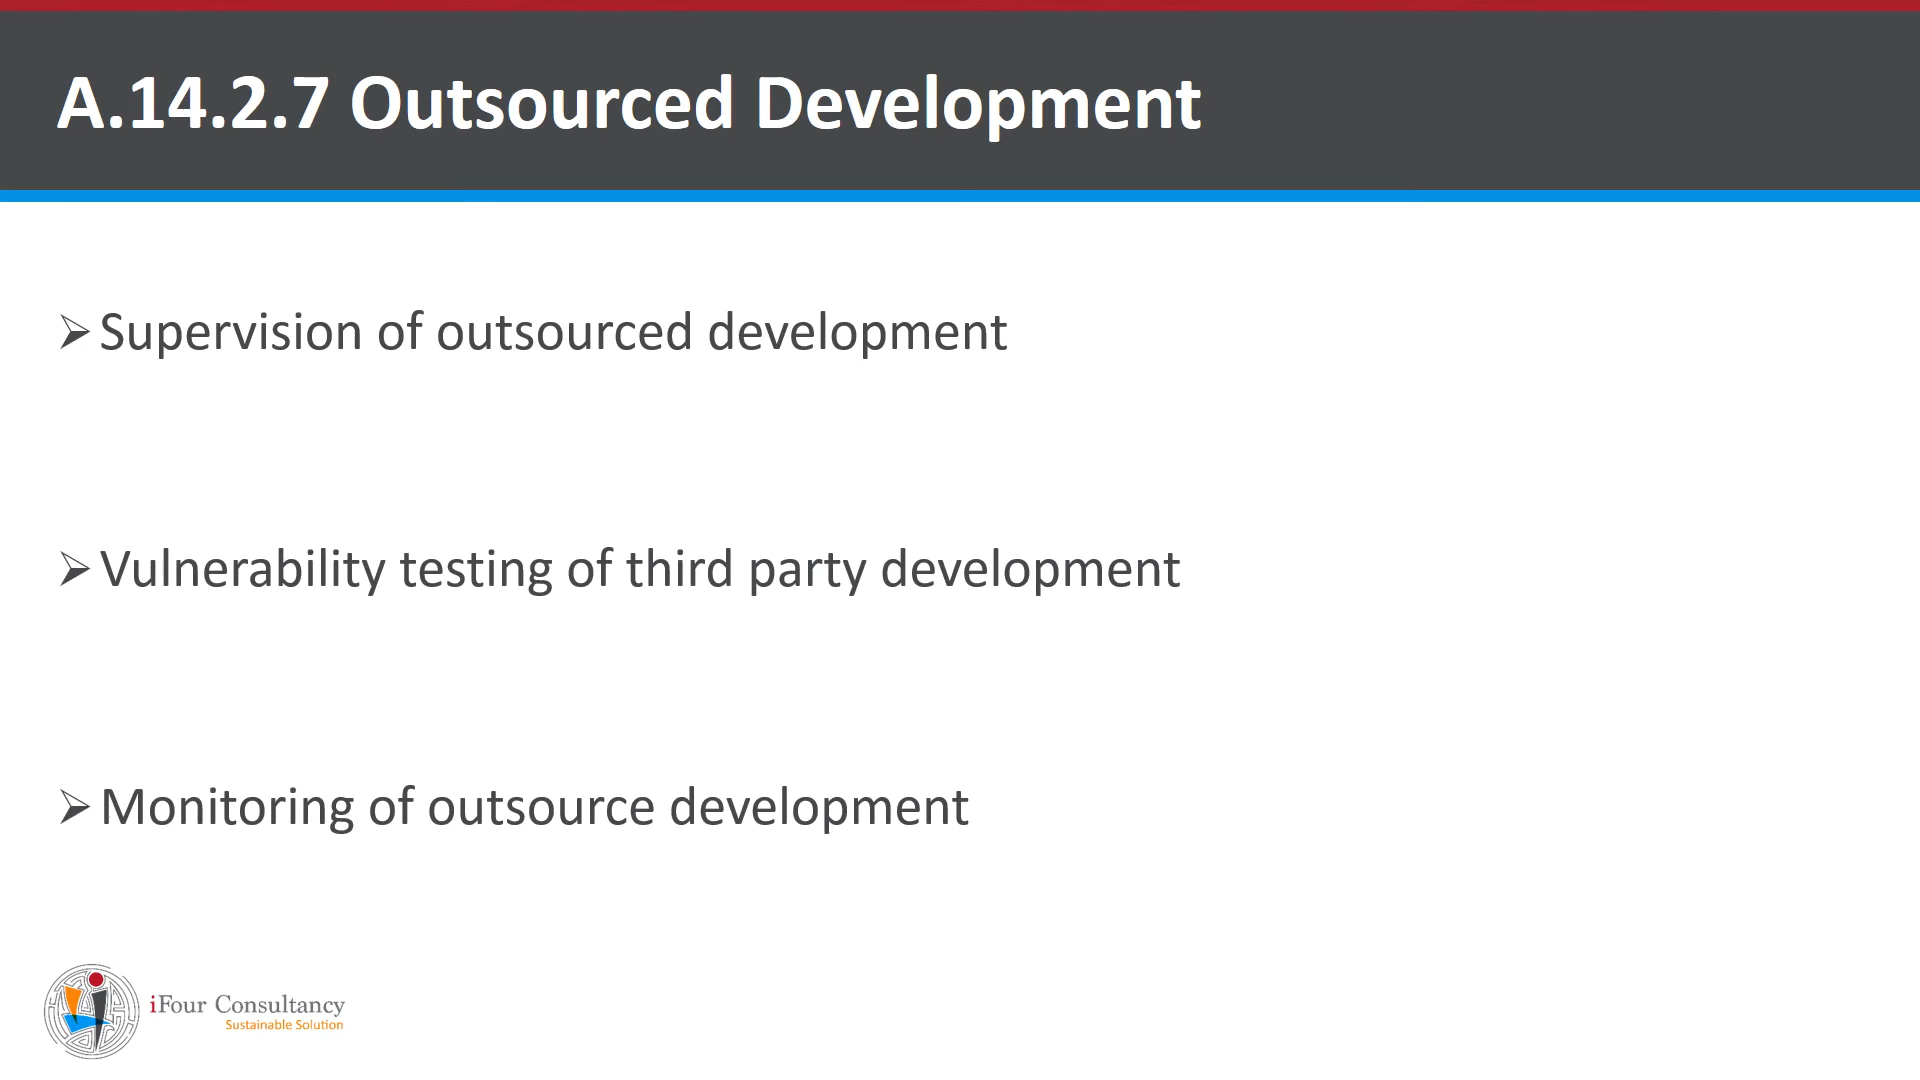 A.14.2.7 Outsourced Development
Supervision of outsourced development
Vulnerability testing of third party development
Monitoring of outsource development
iFour Consultancy
Sustainable Solution